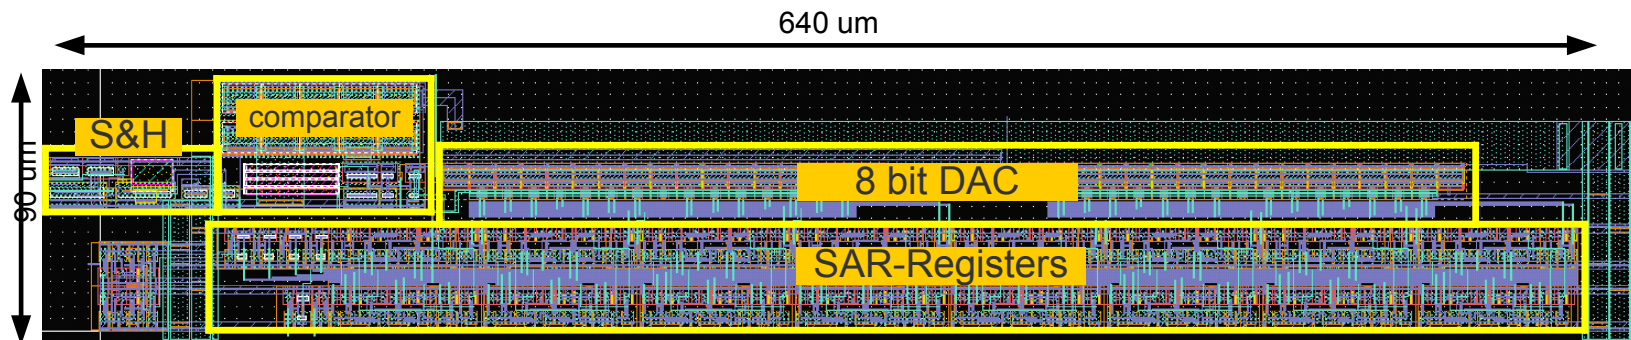 640 um
90 um
S&H
comparator
8 bit DAC
SAR-Registers